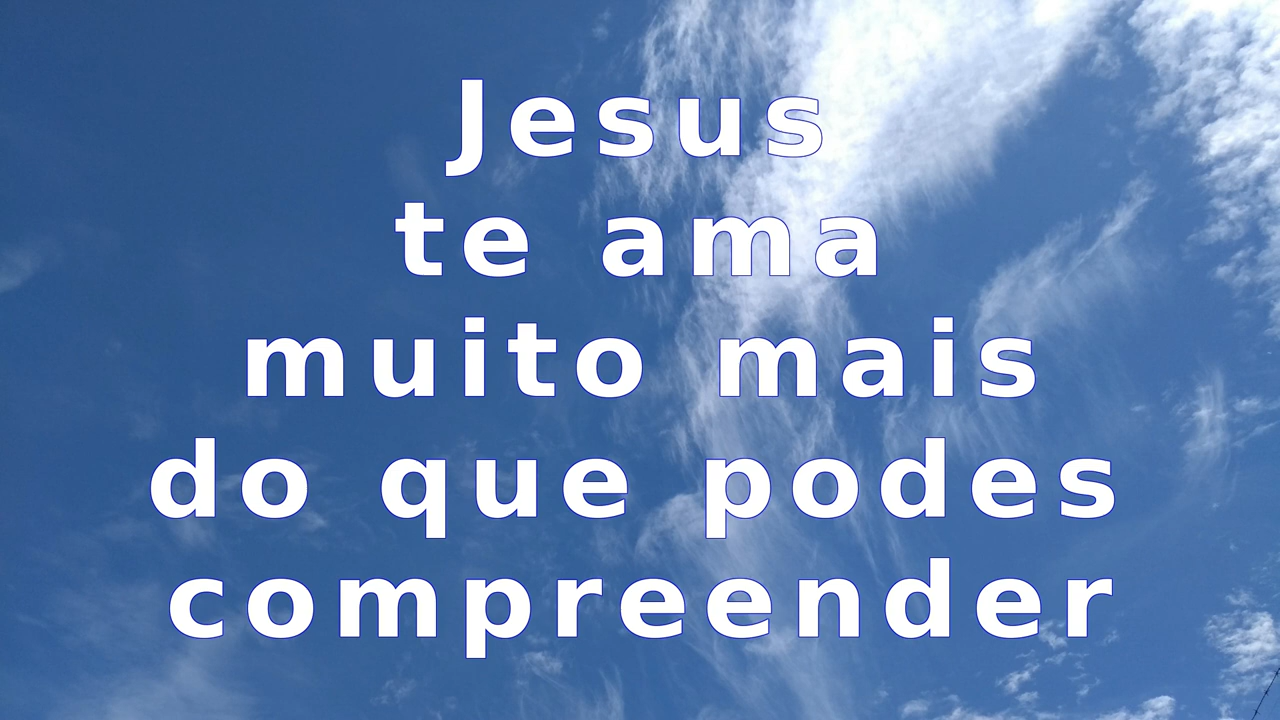 Jesus
te ama
muito mais
do que podes
compreender